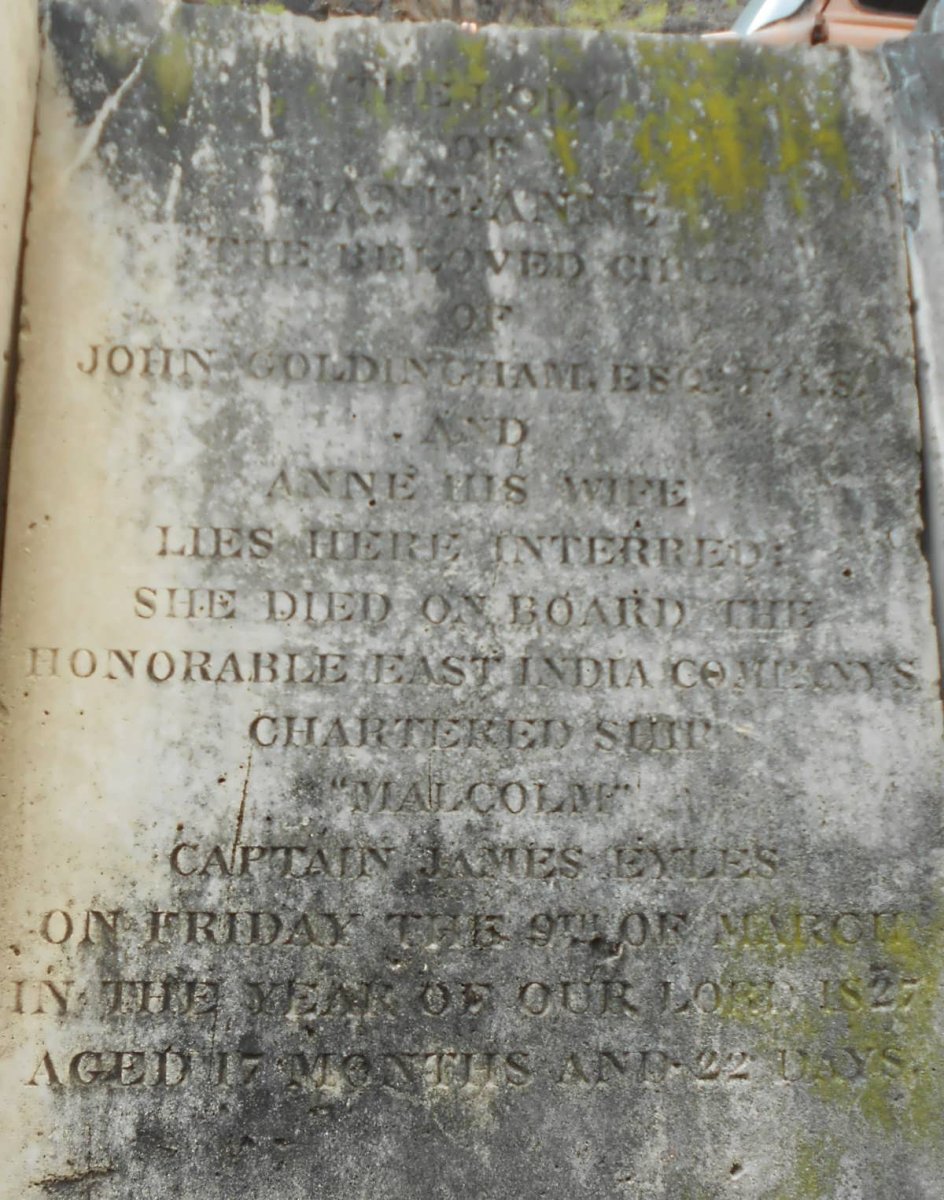 THE BODY
OF
JANE ANNE
THE BELOVED CHILD
OF
JOHN GOLDINGHAM, ESQ. F.R.S.
AND
ANNE HIS WIFE
LIES HERE INTERRED:
SHE DIED ON BOARD THE
HONORABLE EAST INDIA COMPANYS
CHARTERED SHIP
"MALCOLM"
CAPTAIN JAMES EYLES
ON FRIDAY THE 9TH OF MARCH
IN THE YEAR OF OUR LORD 1827
AGED 17 MONTHS AND 22 DAYS.